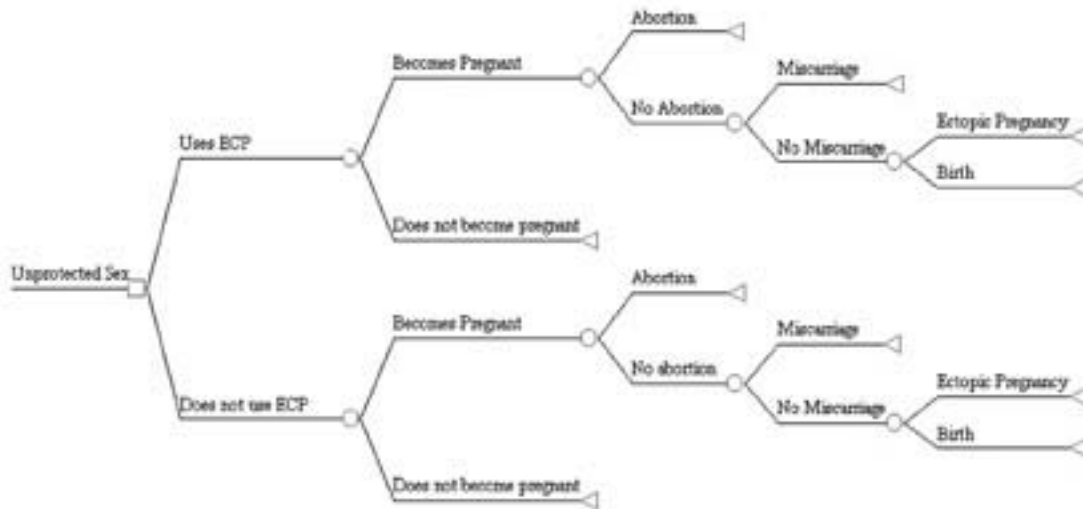 Abortion
Becomes Pregnant
Miscarriage
No Abortion
Ectopic Pregnancy
Uses ECP
No Miscarriage
Birth
Does not become pregnant
Unprotected Sex
Abortion
Becomes Pregnant
Miscarriage
No abortion
Ectopic Pregnancy
Does not use ECP
No Miscarriage
Birth
Does not become pregnant